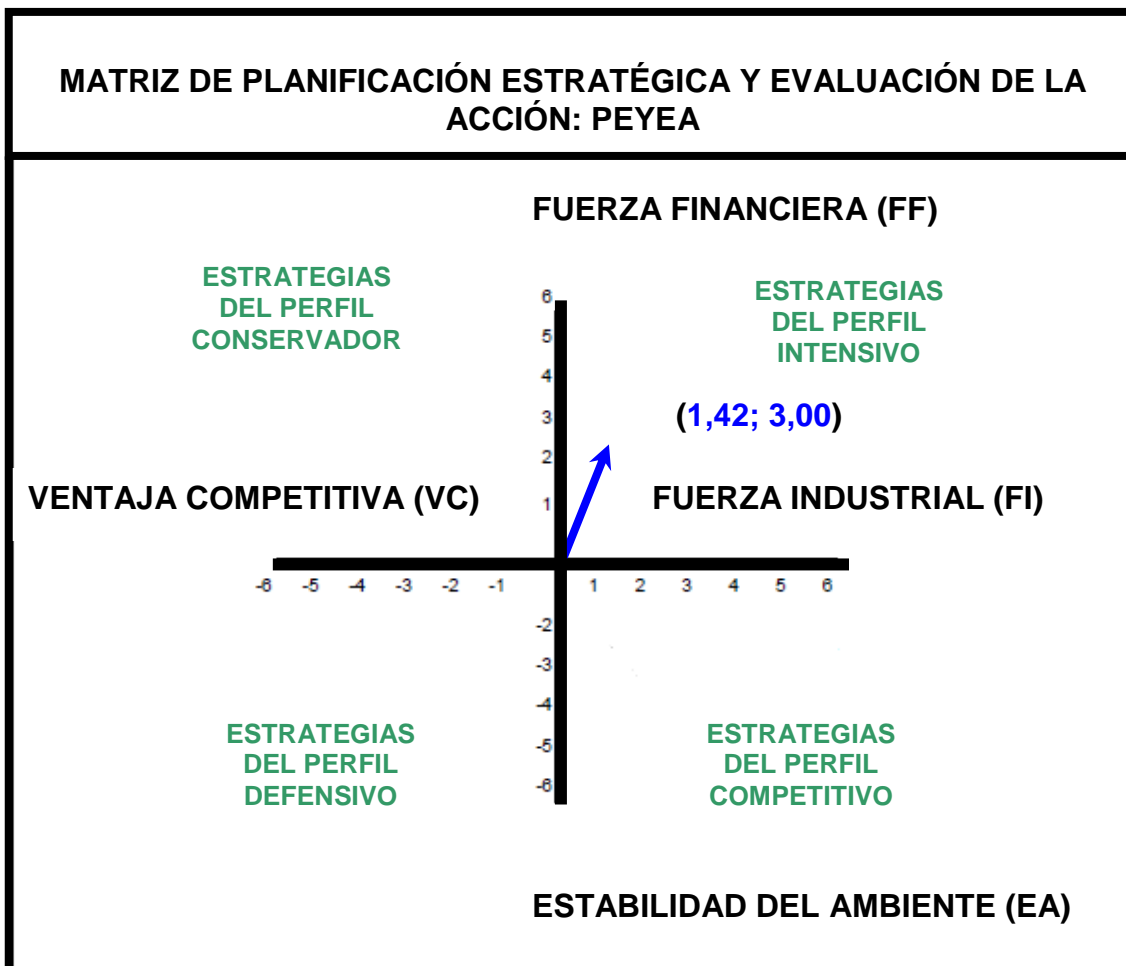 MATRIZ DE PLANIFICACIÓN ESTRATÉGICA Y EVALUACIÓN DE LA
ACCIÓN: PEYEA
FUERZA FINANCIERA (FF)
ESTRATEGIAS
DEL PERFIL
CONSERVADOR
ESTRATEGIAS
DEL PERFIL
INTENSIVO
6
5
4
3
2
1
(1,42; 3,00)
VENTAJA COMPETITIVA (VC)
FUERZA INDUSTRIAL (FI)
-6 -5 -4 -3 -2 -1 1 2 3 4 5 6
-2
-3
-4
-5
-6
ESTRATEGIAS
DEL PERFIL
DEFENSIVO
ESTRATEGIAS
DEL PERFIL
COMPETITIVO
ESTABILIDAD DEL AMBIENTE (EA)